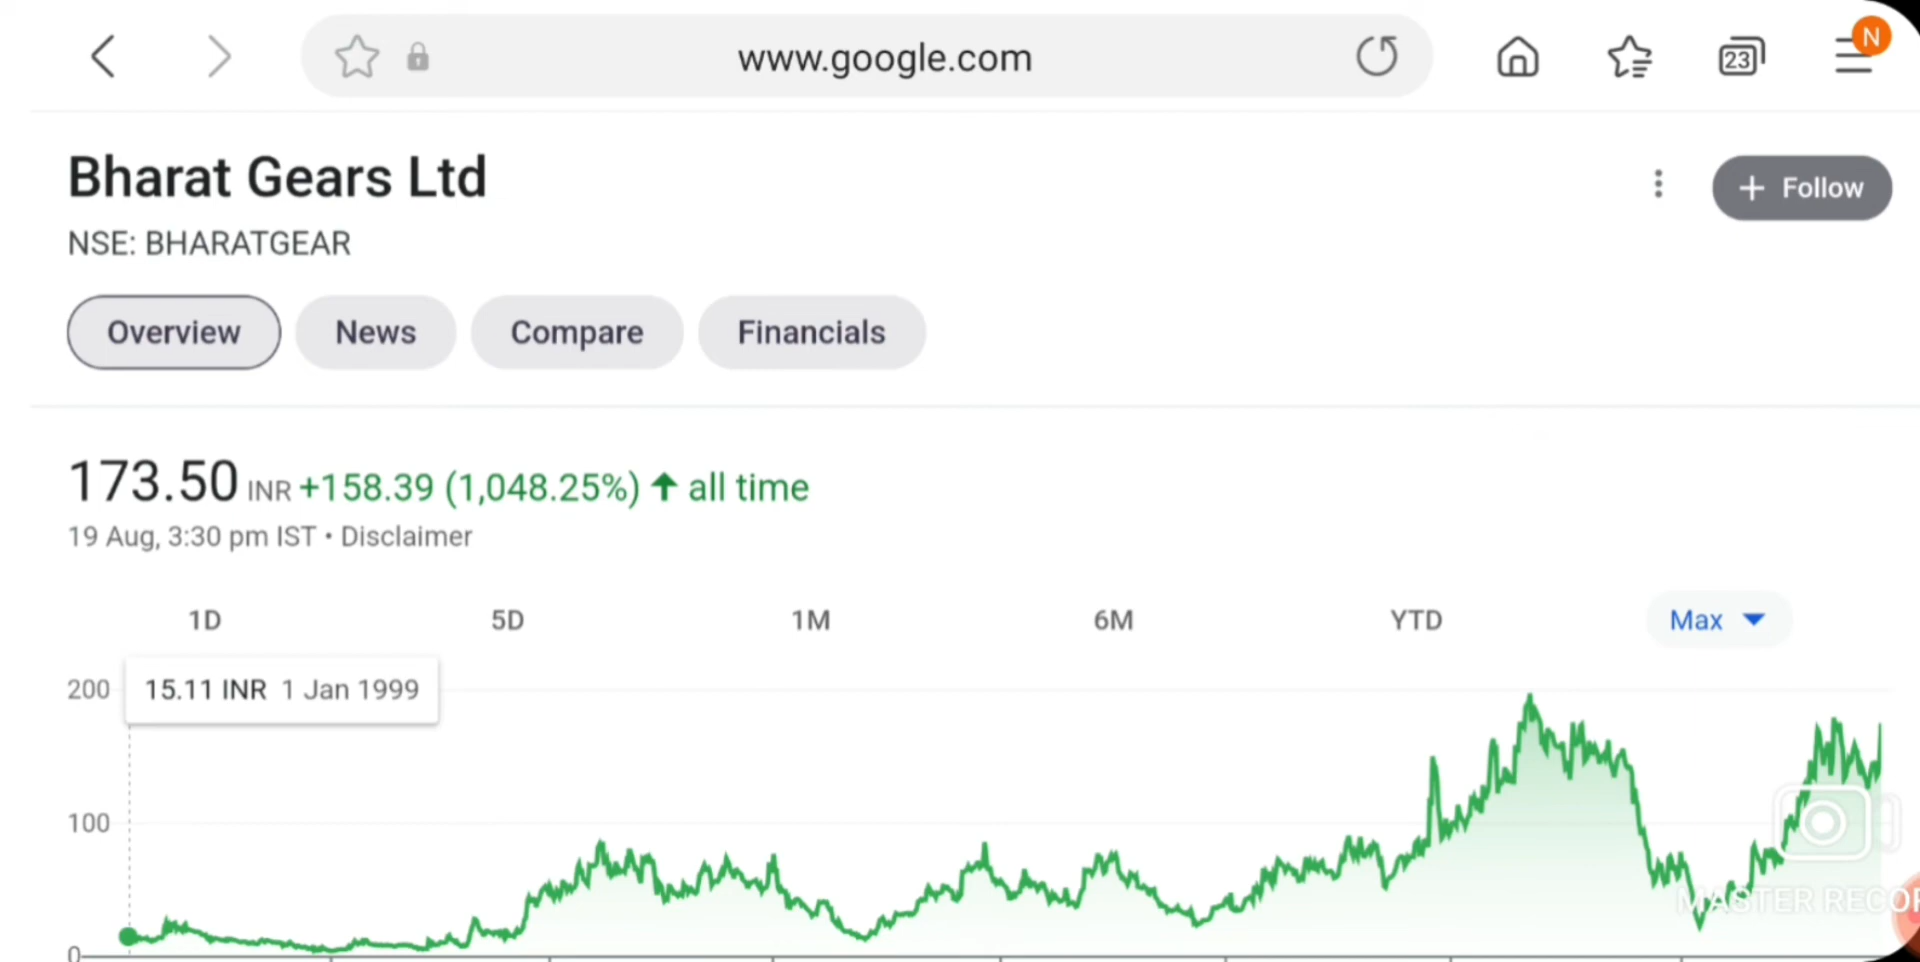 www.google.com
23
N
Bharat Gears Ltd
+ Follow
NSE: BHARATGEAR
Overview
News
Compare
Financials
173.50 INR +158.39 (1,048.25%) ↑ all time
19 Aug, 3:30 pm IST • Disclaimer
1D
5D
1M
6M
YTD
Max
200
15.11 INR 1 Jan 1999
100
MASTER
0